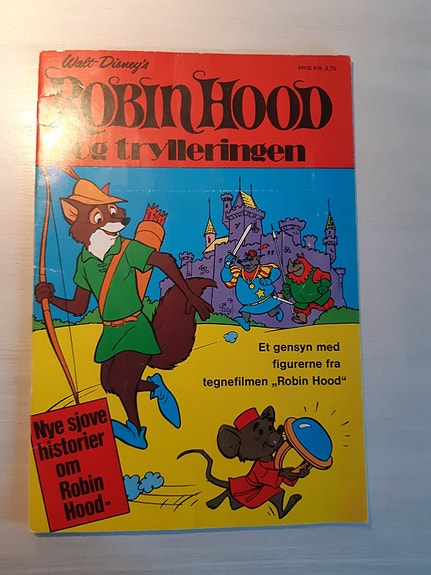 Walt Disney's
PRIS KR. 3,75
ROBIN HOOD
og trylleringen
Et gensyn med
figurerne fra
tegnefilmen „Robin Hood“
Nye sjove
historier
om
Robin
Hood-